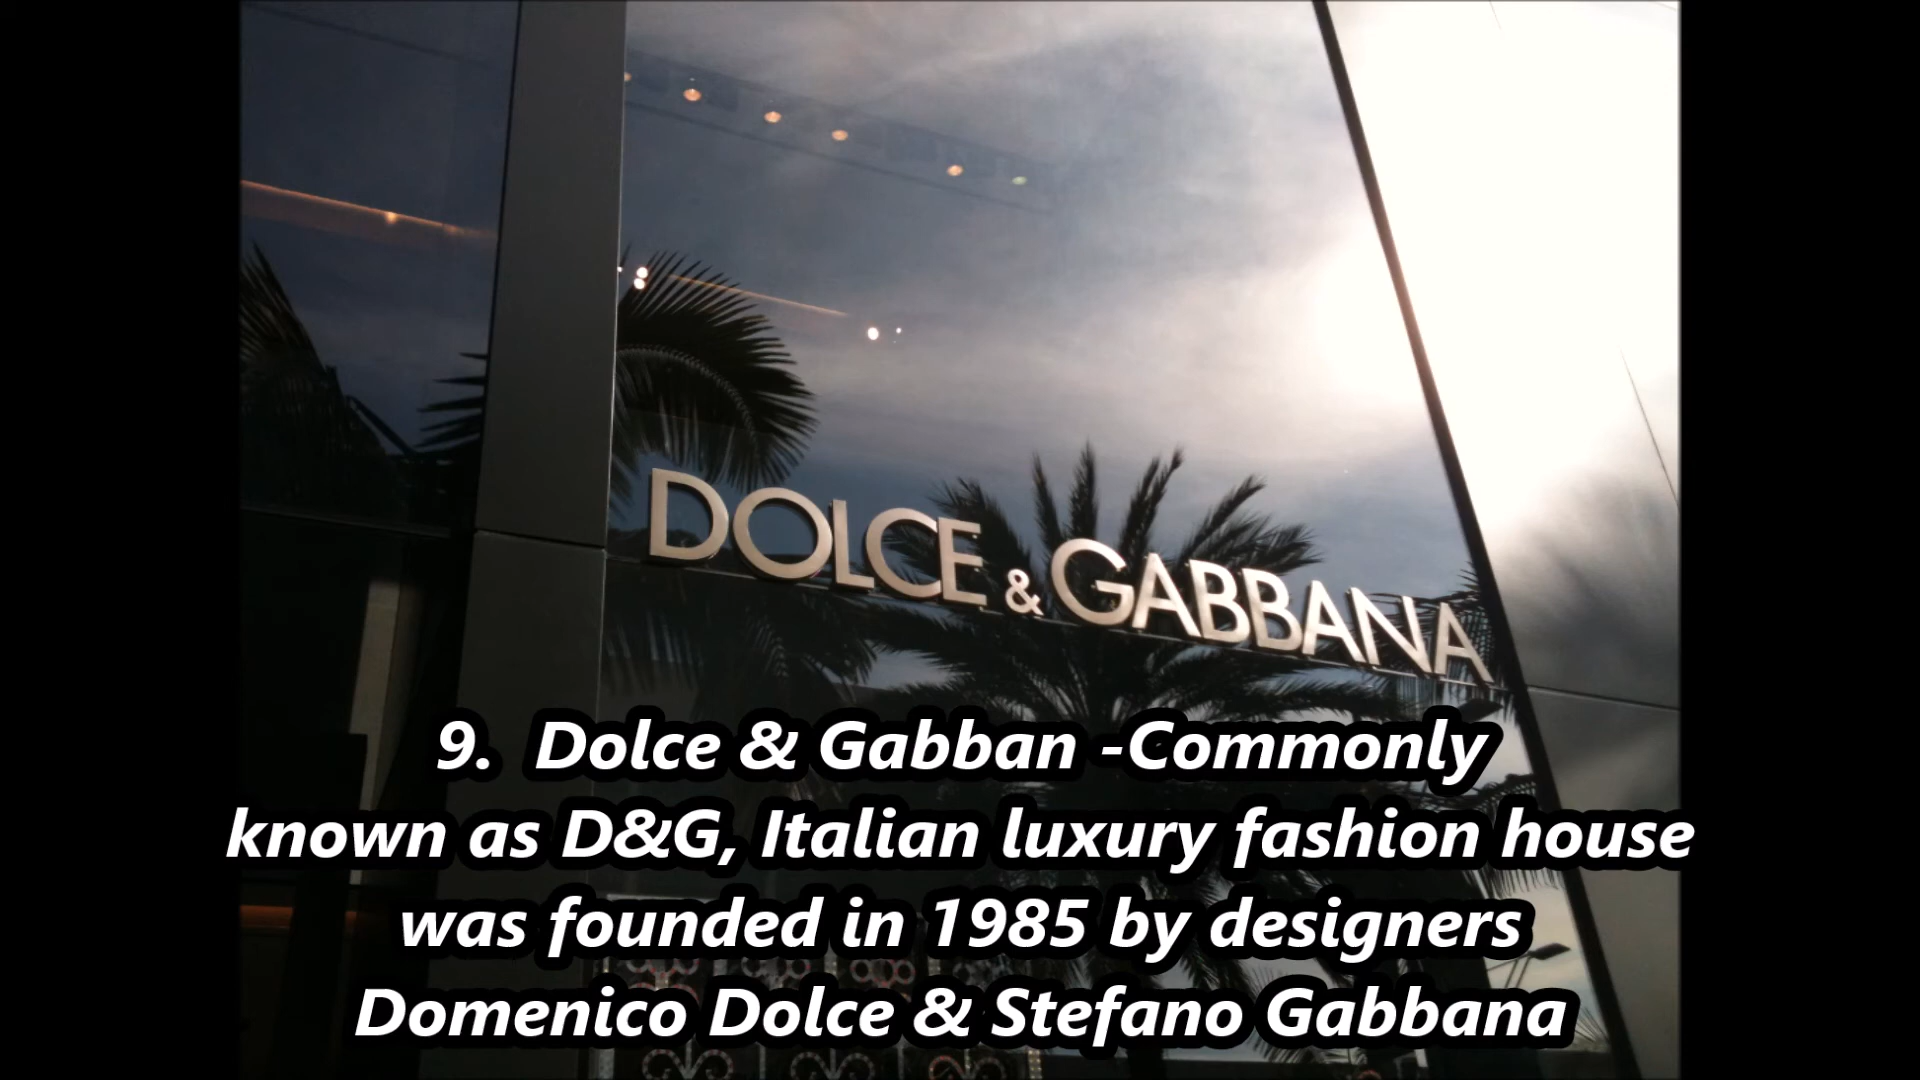 DOLCE & GABBANA
9. Dolce & Gabban -Commonly
known as D&G, Italian luxury fashion house
was founded in 1985 by designers
Domenico Dolce & Stefano Gabbana